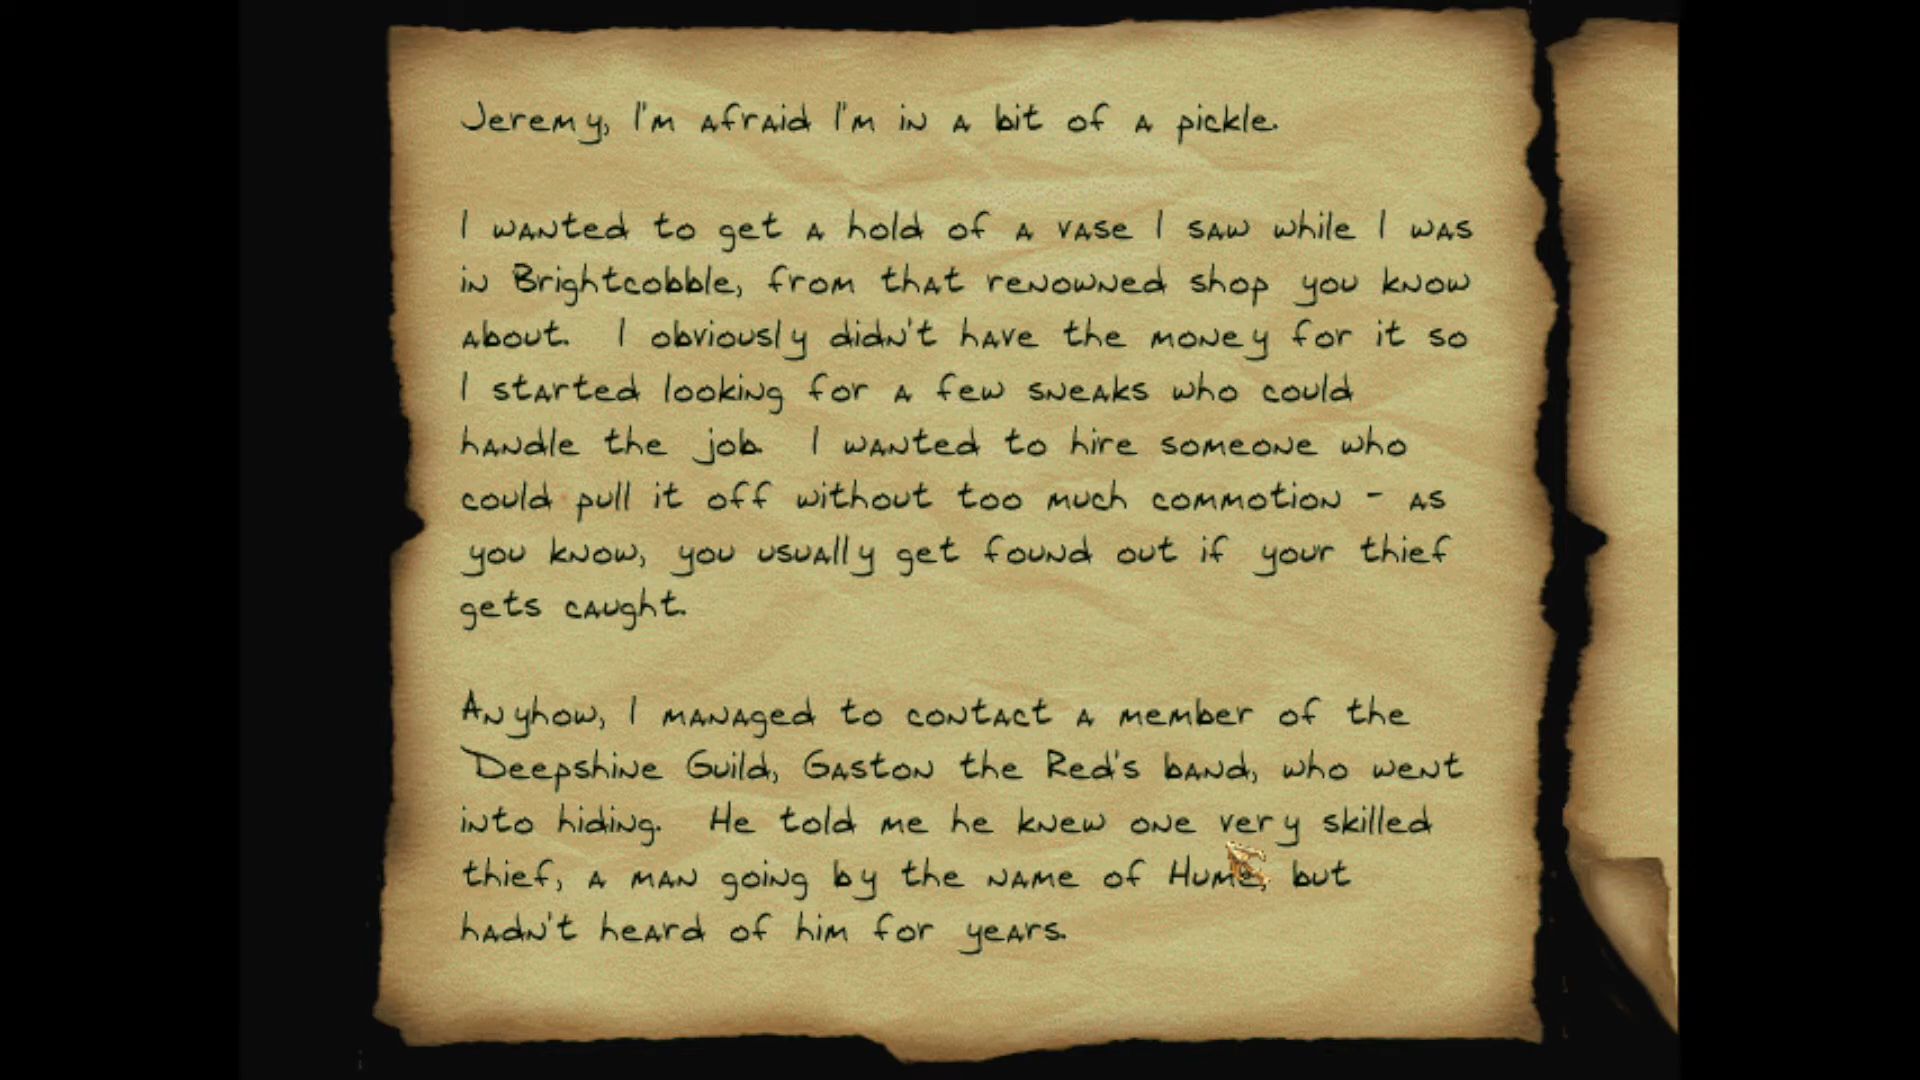 Jeremy, I'm afraid I'm in a bit of a pickle.
I wanted to get a hold of a vase I saw while I was
in Brightcobble, from that renowned shop you know
about. I obviously didn't have the money for it so
I started looking for a few sneaks who could
handle the job. I wanted to hire someone who
could pull it off without too much commotion - as
you know, you usually get found out if your thief
gets caught.
Anyhow, I managed to contact a member of the
Deepshine Guild, Gaston the Red's band, who went
into hiding. He told me he knew one very skilled
thief, a man going by the name of Hume, but
hadn't heard of him for years.